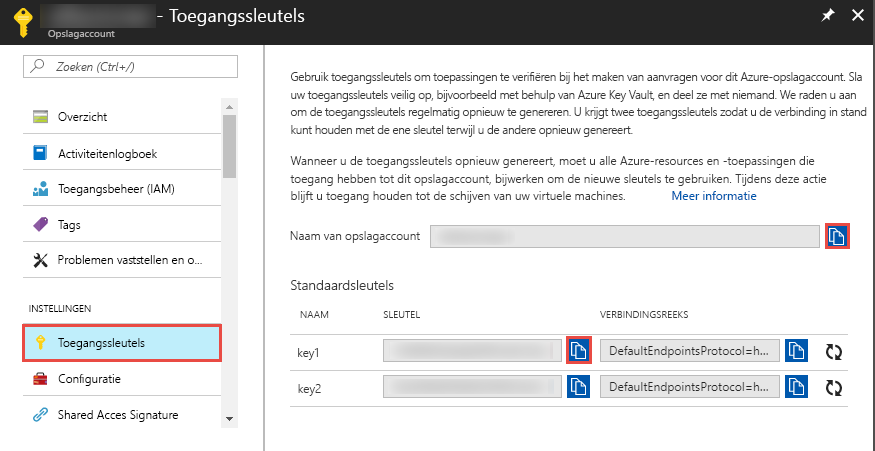 - Toegangssleutels
Opslagaccount
Zoeken (Ctrl+/)
Overzicht
Activiteitenlogboek
Toegangsbeheer (IAM)
Tags
Problemen vaststellen en o...
INSTELLINGEN
Toegangssleutels
Configuratie
Shared Acces Signature
Gebruik toegangssleutels om toepassingen te verifiëren bij het maken van aanvragen voor dit Azure-opslagaccount. Sla
uw toegangssleutels veilig op, bijvoorbeeld met behulp van Azure Key Vault, en deel ze met niemand. We raden u aan
om de toegangssleutels regelmatig opnieuw te genereren. U krijgt twee toegangssleutels zodat u de verbinding in stand
kunt houden met de ene sleutel terwijl u de andere opnieuw genereert.
Wanneer u de toegangssleutels opnieuw genereert, moet u alle Azure-resources en -toepassingen die
toegang hebben tot dit opslagaccount, bijwerken om de nieuwe sleutels te gebruiken. Tijdens deze actie
blijft u toegang houden tot de schijven van uw virtuele machines. Meer informatie
Naam van opslagaccount
Standaardsleutels
NAAM SLEUTEL VERBINDINGSREEKS
key1 DefaultEndpointsProtocol=h...
key2 DefaultEndpointsProtocol=h...